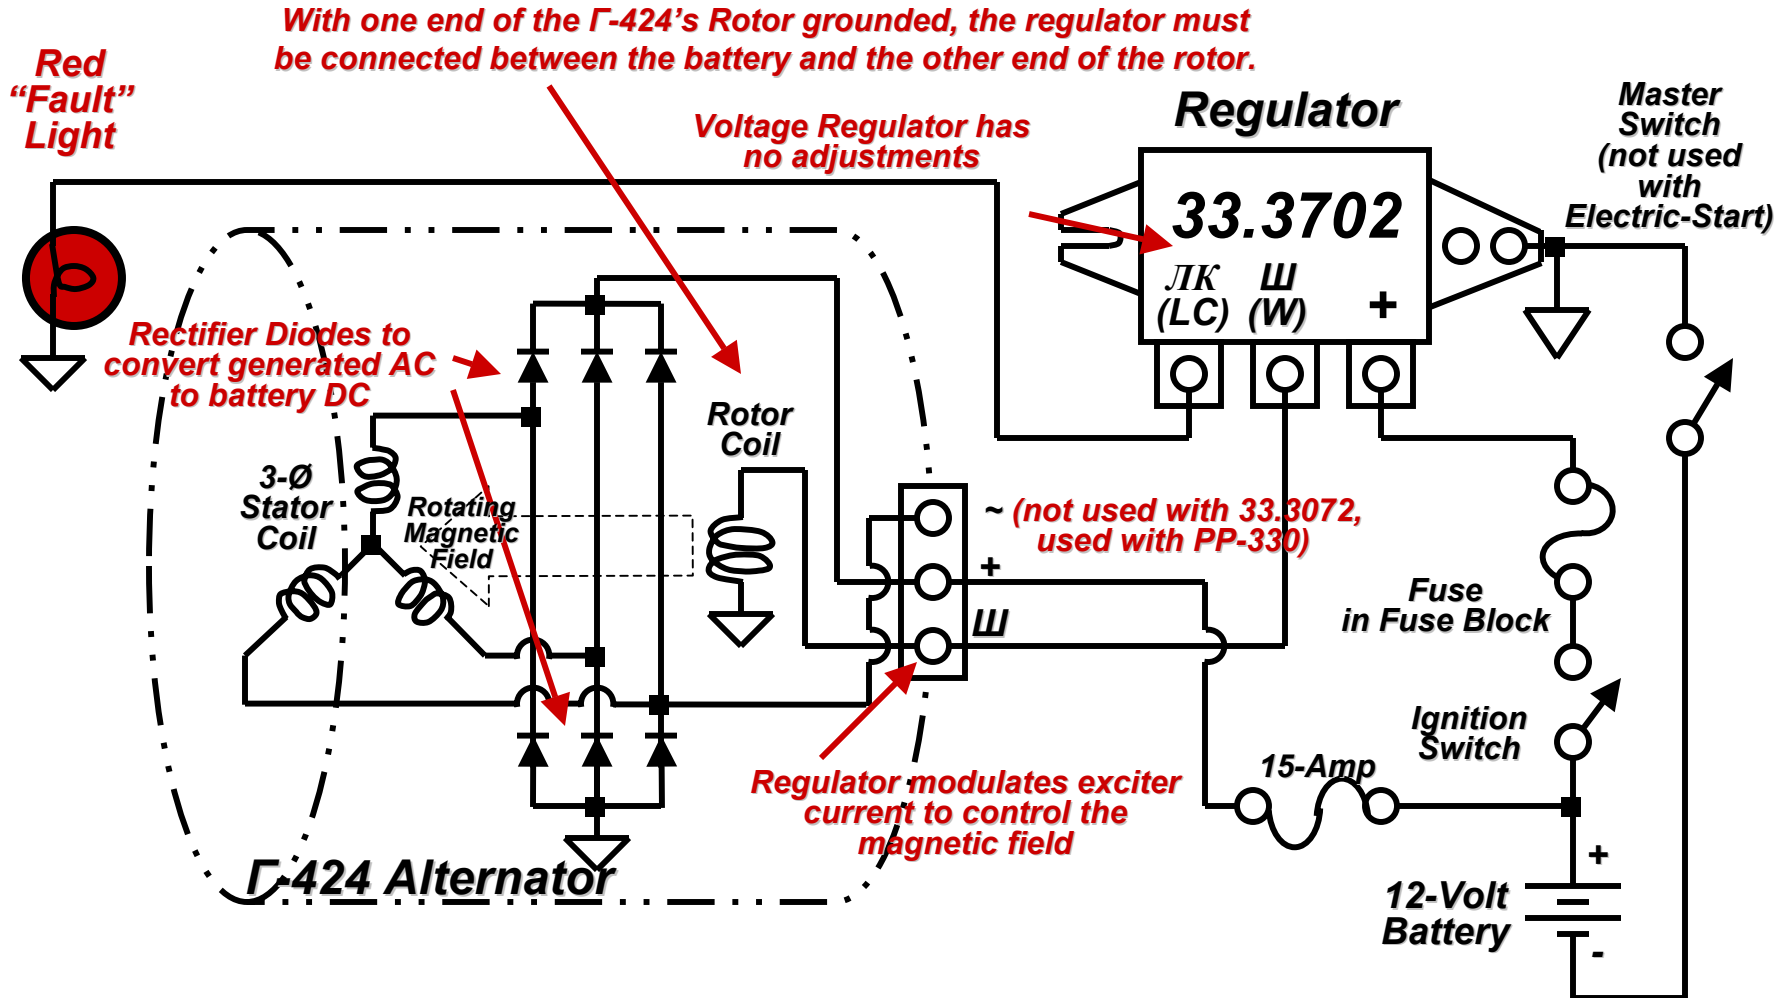 With one end of the Г-424’s Rotor grounded, the regulator must
be connected between the battery and the other end of the rotor.
Red
“Fault”
Light
Voltage Regulator has
no adjustments
Regulator
Master
Switch
(not used
with
Electric-Start)
33.3702
ЛК
(LC)
Ш
(W)
+
Rectifier Diodes to
convert generated AC
to battery DC
Rotor
Coil
3-Ø
Stator
Coil
Rotating
Magnetic
Field
~ (not used with 33.3072,
used with PP-330)
+
Ш
Fuse
in Fuse Block
Ignition
Switch
15-Amp
Regulator modulates exciter
current to control the
magnetic field
Г-424 Alternator
+
12-Volt
Battery
-